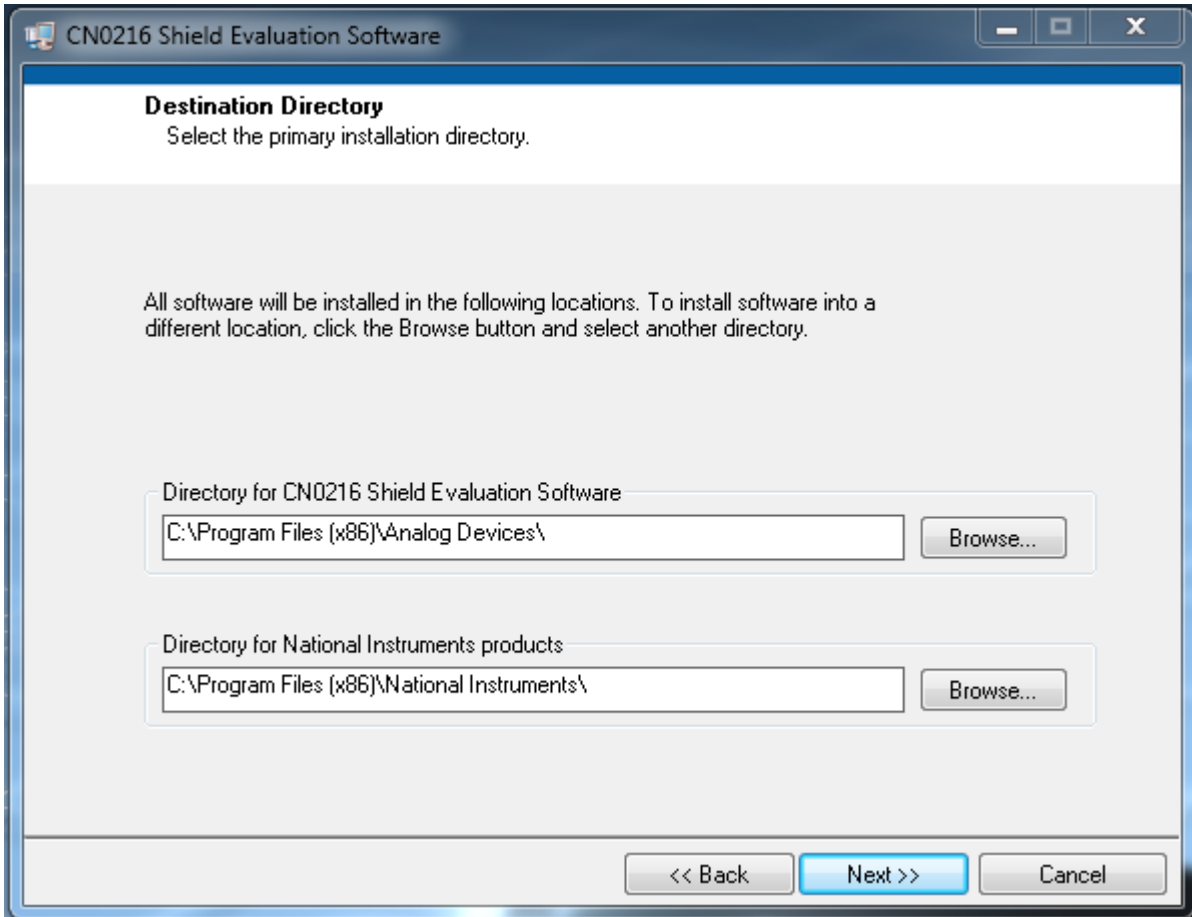 CN0216 Shield Evaluation Software
Destination Directory
Select the primary installation directory.
All software will be installed in the following locations. To install software into a
different location, click the Browse button and select another directory.
Directory for CN0216 Shield Evaluation Software
C:\Program Files (x86)\Analog Devices\
Browse...
Directory for National Instruments products
C:\Program Files (x86)\National Instruments\
Browse...
<< Back
Next >>
Cancel